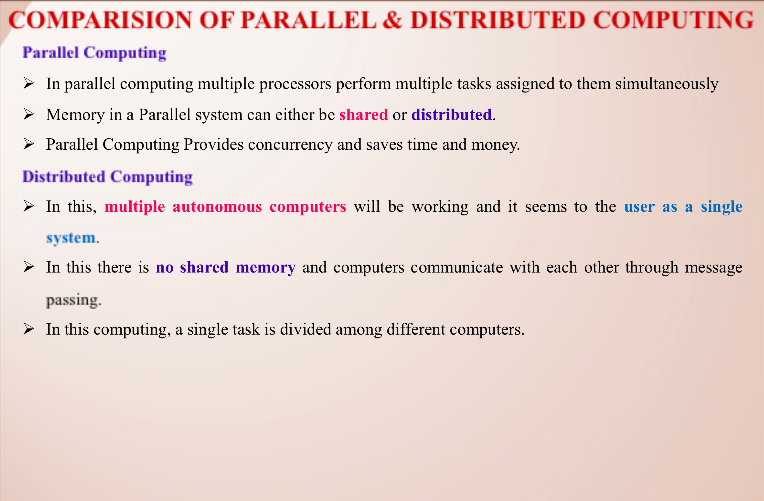 COMPARISION OF PARALLEL & DISTRIBUTED COMPUTING
Parallel Computing
➢ In parallel computing multiple processors perform multiple tasks assigned to them simultaneously
➢ Memory in a Parallel system can either be shared or distributed.
➢ Parallel Computing Provides concurrency and saves time and money.
Distributed Computing
➢ In this, multiple autonomous computers will be working and it seems to the user as a single
system.
➢ In this there is no shared memory and computers communicate with each other through message
passing.
➢ In this computing, a single task is divided among different computers.